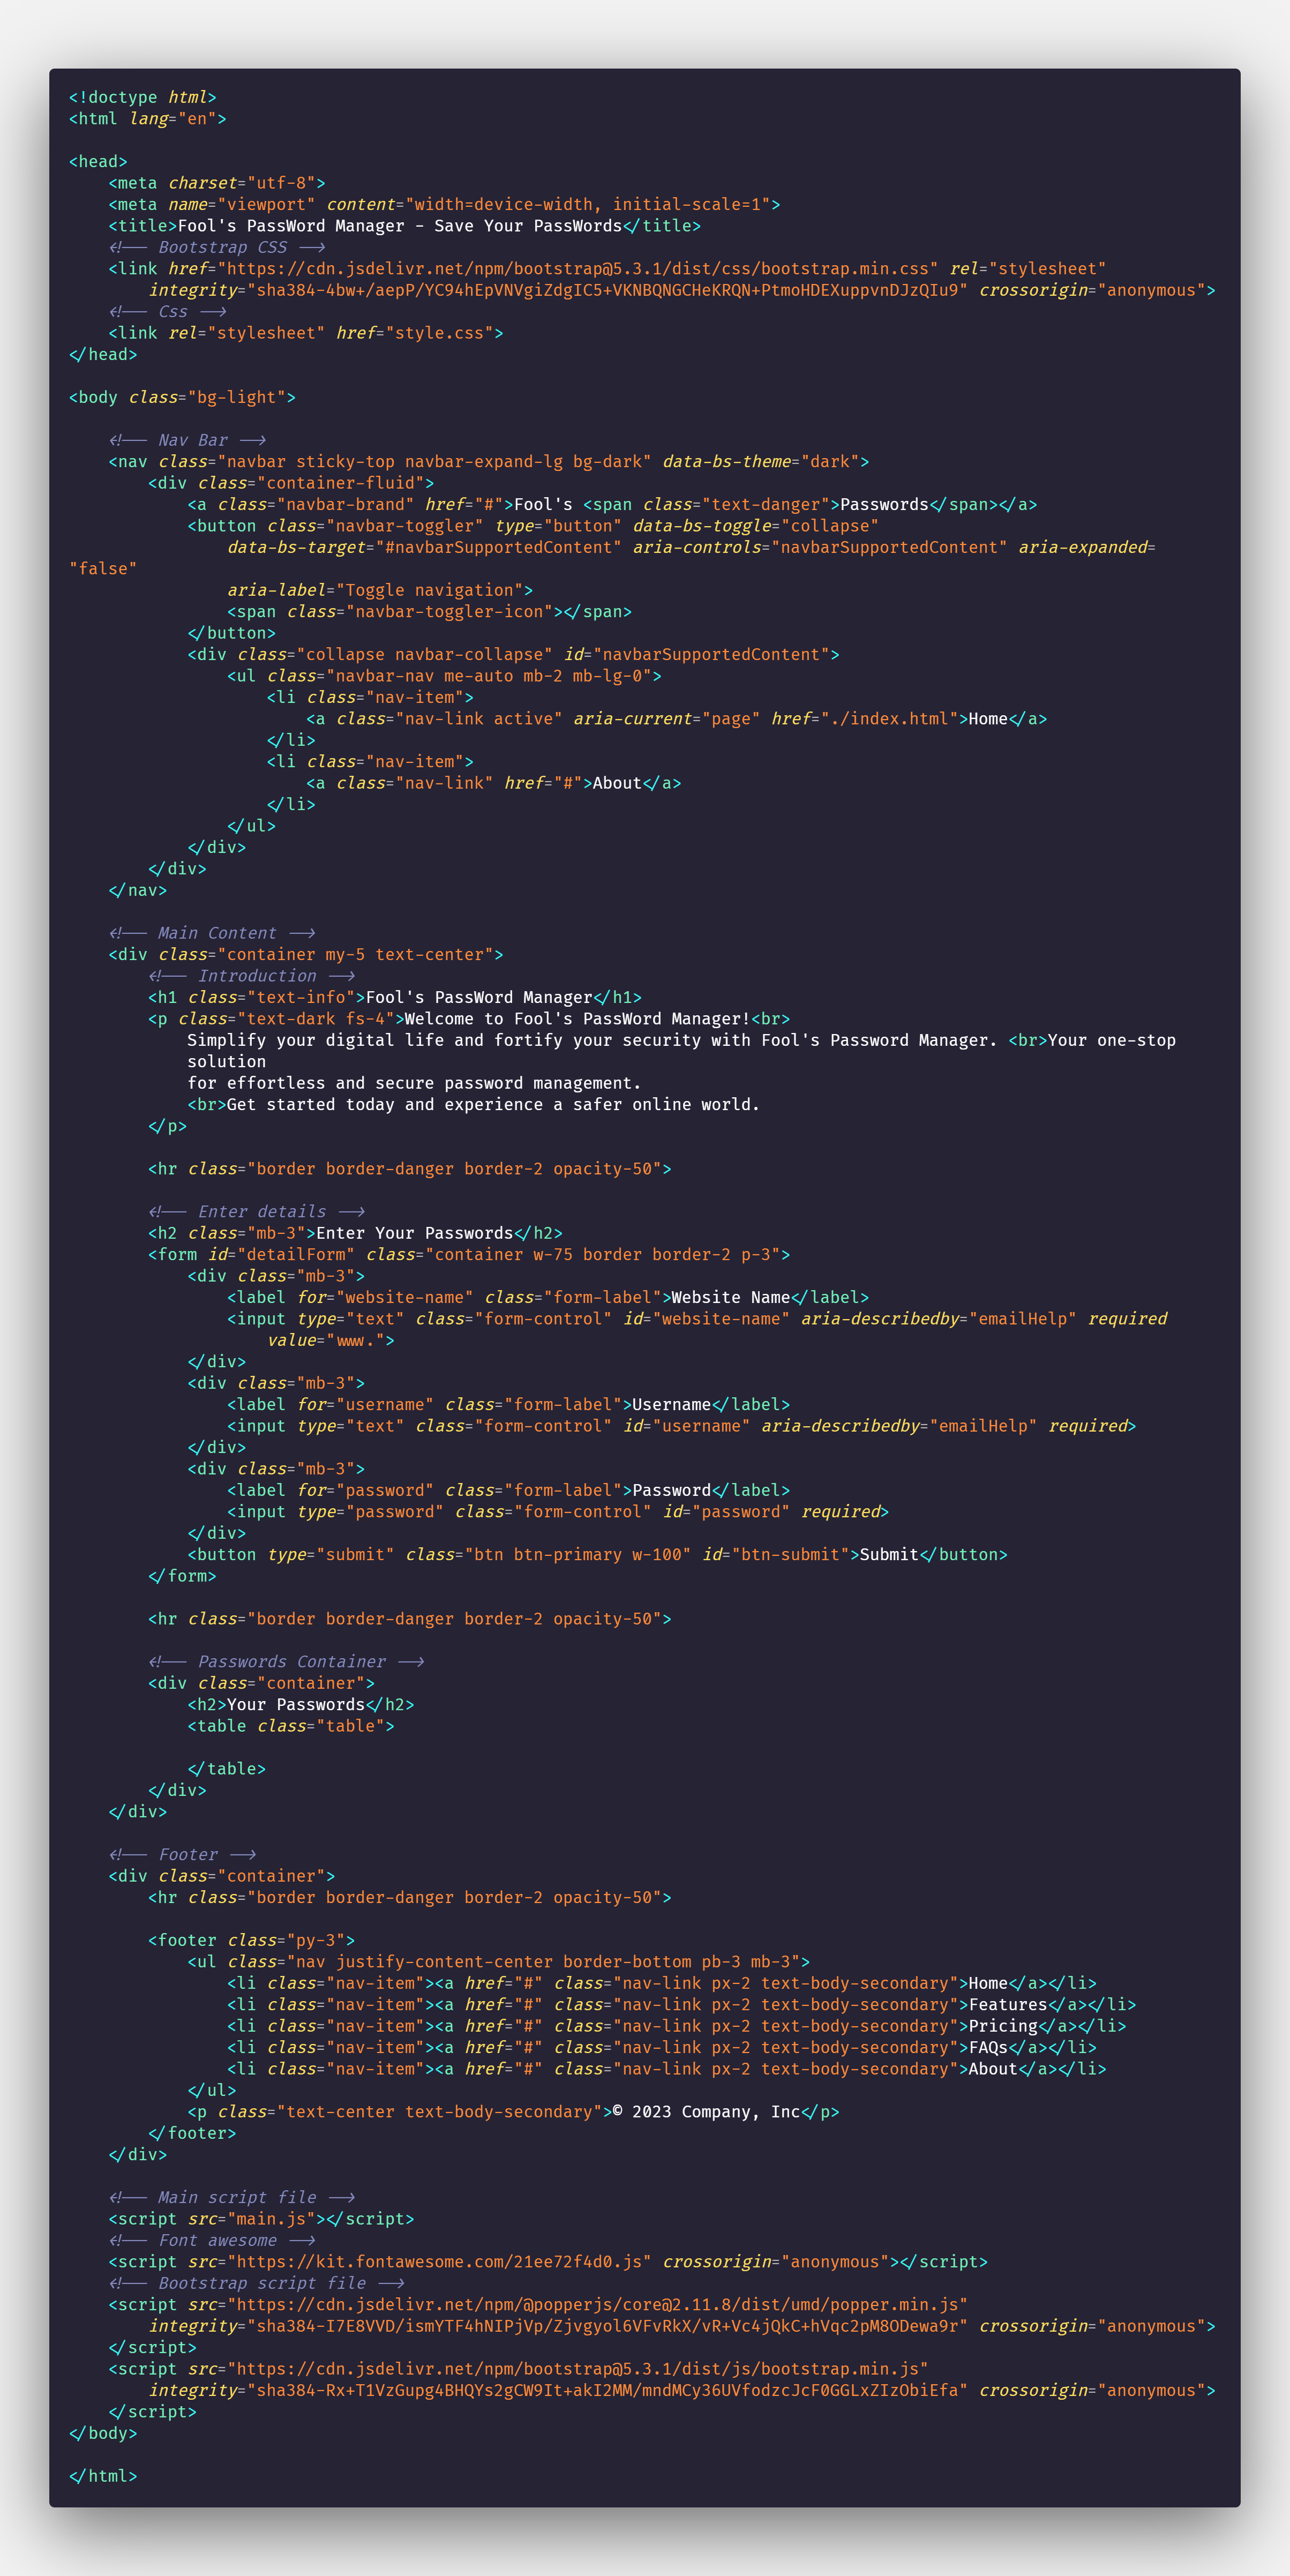 <!doctype html>
<html lang="en">

<head>
    <meta charset="utf-8">
    <meta name="viewport" content="width=device-width, initial-scale=1">
    <title>Fool's PassWord Manager - Save Your PassWords</title>
    <!-- Bootstrap CSS -->
    <link href="https://cdn.jsdelivr.net/npm/bootstrap@5.3.1/dist/css/bootstrap.min.css" rel="stylesheet"
        integrity="sha384-4bw+/aepP/YC94hEpVNVgiZdgIC5+VKNBQNGCHeKRQN+PtmoHDEXuppvnDJzQIu9" crossorigin="anonymous">
    <!-- Css -->
    <link rel="stylesheet" href="style.css">
</head>

<body class="bg-light">

    <!-- Nav Bar -->
    <nav class="navbar sticky-top navbar-expand-lg bg-dark" data-bs-theme="dark">
        <div class="container-fluid">
            <a class="navbar-brand" href="#">Fool's <span class="text-danger">Passwords</span></a>
            <button class="navbar-toggler" type="button" data-bs-toggle="collapse"
                data-bs-target="#navbarSupportedContent" aria-controls="navbarSupportedContent" aria-expanded=
"false"
                aria-label="Toggle navigation">
                <span class="navbar-toggler-icon"></span>
            </button>
            <div class="collapse navbar-collapse" id="navbarSupportedContent">
                <ul class="navbar-nav me-auto mb-2 mb-lg-0">
                    <li class="nav-item">
                        <a class="nav-link active" aria-current="page" href="./index.html">Home</a>
                    </li>
                    <li class="nav-item">
                        <a class="nav-link" href="#">About</a>
                    </li>
                </ul>
            </div>
        </div>
    </nav>

    <!-- Main Content -->
    <div class="container my-5 text-center">
        <!-- Introduction -->
        <h1 class="text-info">Fool's PassWord Manager</h1>
        <p class="text-dark fs-4">Welcome to Fool's PassWord Manager!<br>
            Simplify your digital life and fortify your security with Fool's Password Manager. <br>Your one-stop
            solution
            for effortless and secure password management.
            <br>Get started today and experience a safer online world.
        </p>

        <hr class="border border-danger border-2 opacity-50">

        <!-- Enter details -->
        <h2 class="mb-3">Enter Your Passwords</h2>
        <form id="detailForm" class="container w-75 border border-2 p-3">
            <div class="mb-3">
                <label for="website-name" class="form-label">Website Name</label>
                <input type="text" class="form-control" id="website-name" aria-describedby="emailHelp" required
                    value="www.">
            </div>
            <div class="mb-3">
                <label for="username" class="form-label">Username</label>
                <input type="text" class="form-control" id="username" aria-describedby="emailHelp" required>
            </div>
            <div class="mb-3">
                <label for="password" class="form-label">Password</label>
                <input type="password" class="form-control" id="password" required>
            </div>
            <button type="submit" class="btn btn-primary w-100" id="btn-submit">Submit</button>
        </form>

        <hr class="border border-danger border-2 opacity-50">

        <!-- Passwords Container -->
        <div class="container">
            <h2>Your Passwords</h2>
            <table class="table">

            </table>
        </div>
    </div>

    <!-- Footer -->
    <div class="container">
        <hr class="border border-danger border-2 opacity-50">

        <footer class="py-3">
            <ul class="nav justify-content-center border-bottom pb-3 mb-3">
                <li class="nav-item"><a href="#" class="nav-link px-2 text-body-secondary">Home</a></li>
                <li class="nav-item"><a href="#" class="nav-link px-2 text-body-secondary">Features</a></li>
                <li class="nav-item"><a href="#" class="nav-link px-2 text-body-secondary">Pricing</a></li>
                <li class="nav-item"><a href="#" class="nav-link px-2 text-body-secondary">FAQs</a></li>
                <li class="nav-item"><a href="#" class="nav-link px-2 text-body-secondary">About</a></li>
            </ul>
            <p class="text-center text-body-secondary">© 2023 Company, Inc</p>
        </footer>
    </div>

    <!-- Main script file -->
    <script src="main.js"></script>
    <!-- Font awesome -->
    <script src="https://kit.fontawesome.com/21ee72f4d0.js" crossorigin="anonymous"></script>
    <!-- Bootstrap script file -->
    <script src="https://cdn.jsdelivr.net/npm/@popperjs/core@2.11.8/dist/umd/popper.min.js"
        integrity="sha384-I7E8VVD/ismYTF4hNIPjVp/Zjvgyol6VFvRkX/vR+Vc4jQkC+hVqc2pM8ODewa9r" crossorigin="anonymous">
    </script>
    <script src="https://cdn.jsdelivr.net/npm/bootstrap@5.3.1/dist/js/bootstrap.min.js"
        integrity="sha384-Rx+T1VzGupg4BHQYs2gCW9It+akI2MM/mndMCy36UVfodzcJcF0GGLxZIzObiEfa" crossorigin="anonymous">
    </script>
</body>

</html>